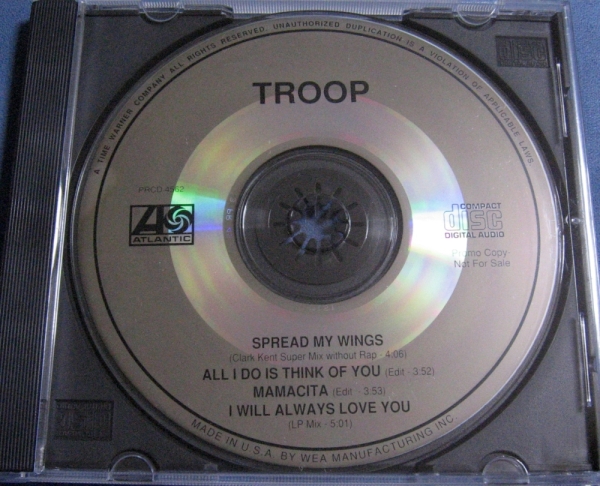 A TIME WARNER COMPANY ALL RIGHTS RESERVED. UNAUTHORIZED DUPLICATION IS A VIOLATION OF APPLICABLE LAWS.
TROOP
PRCD 4562
ATLANTIC
COMPACT
disc
DIGITAL AUDIO
Promo Copy
Not For Sale
SPREAD MY WINGS
(Clark Kent Super Mix without Rap - 4:06)
ALL I DO IS THINK OF YOU (Edit - 3:52)
MAMACITA (Edit - 3:53)
I WILL ALWAYS LOVE YOU
(LP Mix - 5:01)
MADE IN U.S.A. BY WEA MANUFACTURING INC.